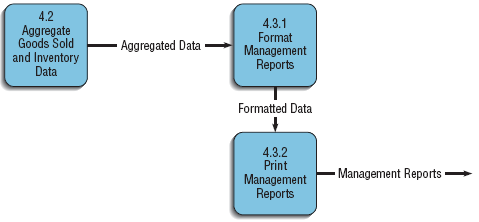 4.2
Aggregate
Goods Sold
and Inventory
Data
Aggregated Data
4.3.1
Format
Management
Reports
Formatted Data
4.3.2
Print
Management
Reports
Management Reports